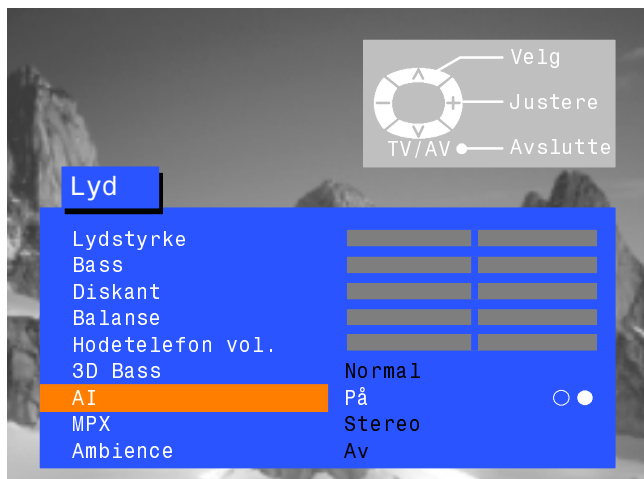 Velg
Justere
TV/AV Avslutte
Lyd
Lydstyrke
Bass
Diskant
Balanse
Hodetelefon vol.
3D Bass Normal
AI På
MPX Stereo
Ambience Av